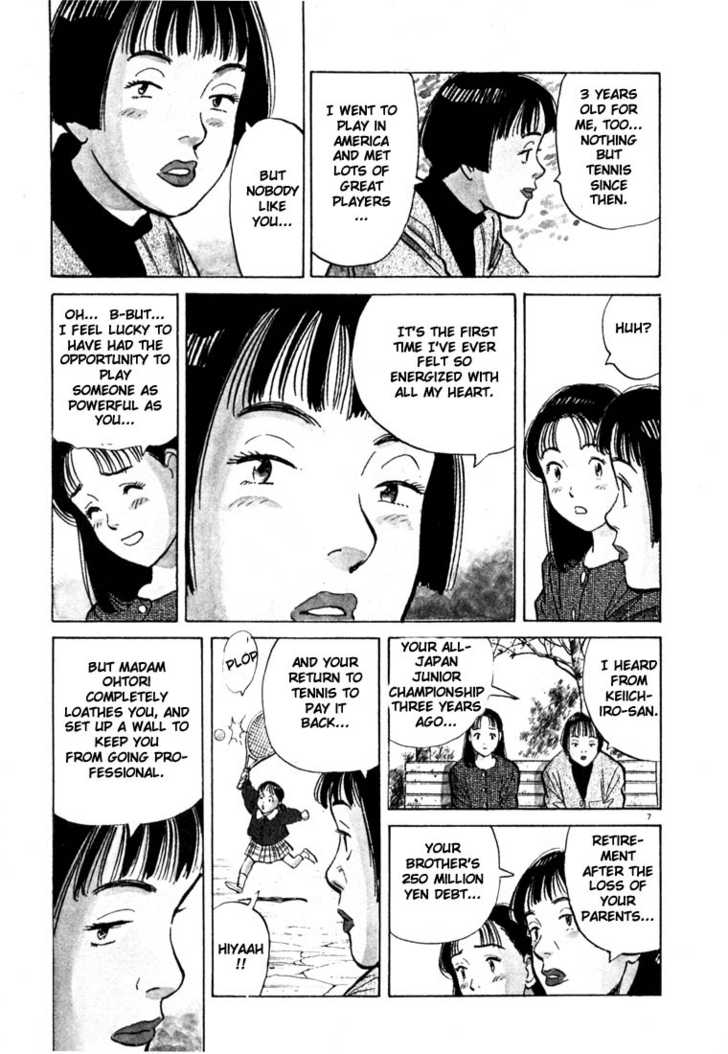 3 YEARS
OLD FOR
ME, TOO...
NOTHING
BUT
TENNIS
SINCE
THEN.
I WENT TO
PLAY IN
AMERICA
AND MET
LOTS OF
GREAT
PLAYERS
...
BUT
NOBODY
LIKE
YOU...
HUH?
IT'S THE FIRST
TIME I'VE EVER
FELT SO
ENERGIZED WITH
ALL MY HEART.
OH... B-BUT...
I FEEL LUCKY TO
HAVE HAD THE
OPPORTUNITY TO
PLAY
SOMEONE AS
POWERFUL AS
YOU...
I HEARD
FROM
KEIICH-
IRO-SAN.
YOUR ALL-
JAPAN
JUNIOR
CHAMPIONSHIP
THREE YEARS
AGO...
7
RETIRE-
MENT
AFTER THE
LOSS OF
YOUR
PARENTS...
YOUR
BROTHER'S
250 MILLION
YEN DEBT...
AND YOUR
RETURN TO
TENNIS TO
PAY IT
BACK...
PLOP
HIYAAH
!!
BUT MADAM
OHTORI
COMPLETELY
LOATHES YOU, AND
SET UP A WALL TO
KEEP YOU
FROM GOING PRO-
FESSIONAL.